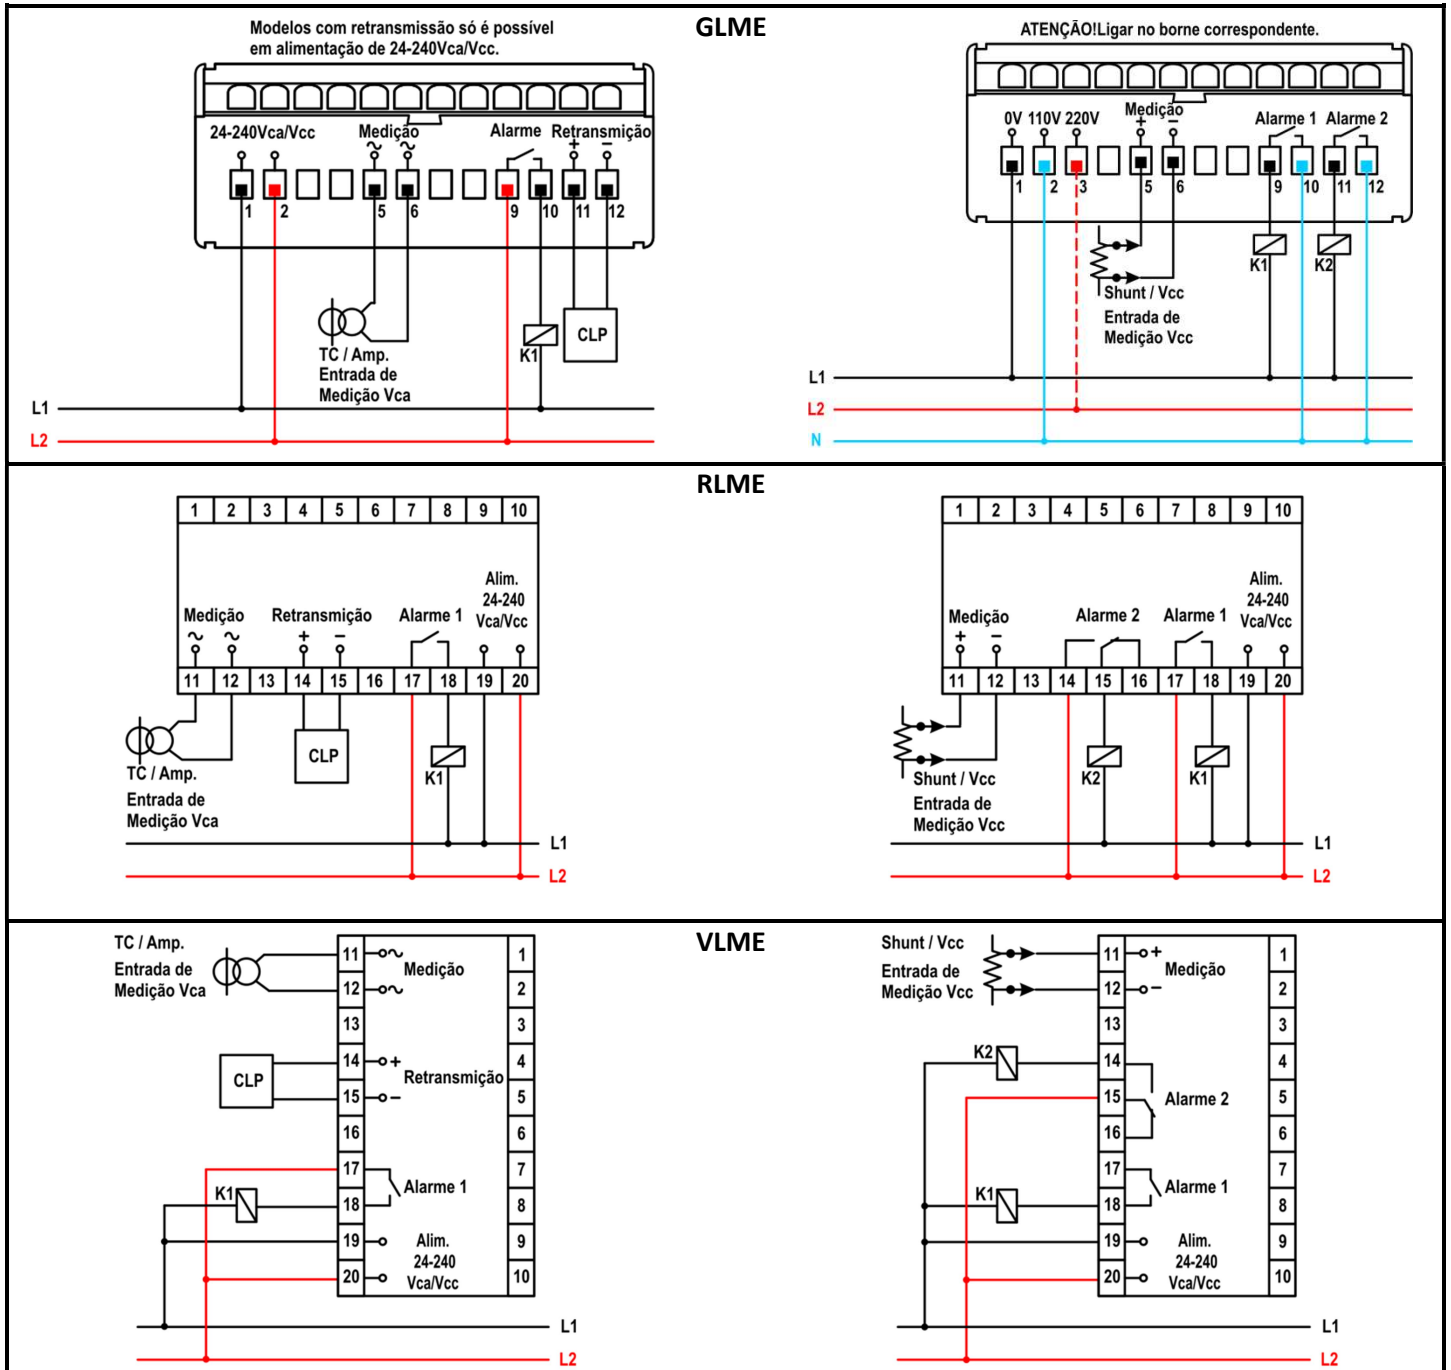 GLME
Modelos com retransmissão só é possível
em alimentação de 24-240Vca/Vcc.
24-240Vca/Vcc Medição Alarme Retransmição
+ −
1 2 5 6 9 10 11 12
TC / Amp.
Entrada de
Medição Vca
K1
CLP
L1
L2
ATENÇÃO!Ligar no borne correspondente.
0V 110V 220V Medição Alarme 1 Alarme 2
+ −
1 2 3 5 6 9 10 11 12
K1 K2
Shunt / Vcc
Entrada de
Medição Vcc
L1
L2
N
RLME
1 2 3 4 5 6 7 8 9 10
Alim.
24-240
Vca/Vcc
Medição Retransmição Alarme 1
+ −
11 12 13 14 15 16 17 18 19 20
CLP
K1
TC / Amp.
Entrada de
Medição Vca
L1
L2
1 2 3 4 5 6 7 8 9 10
Alim.
24-240
Vca/Vcc
Medição Alarme 2 Alarme 1
+ −
11 12 13 14 15 16 17 18 19 20
K2 K1
Shunt / Vcc
Entrada de
Medição Vcc
L1
L2
VLME
TC / Amp.
Entrada de
Medição Vca
11 Medição 1
12 2
13 3
14 + 4
CLP Retransmição
15 − 5
16 6
17 7
K1 Alarme 1
18 8
19 Alim. 9
24-240
20 Vca/Vcc 10
L1
L2
Shunt / Vcc
Entrada de
Medição Vcc
11 + Medição 1
12 − 2
13 3
K2 14 4
15 Alarme 2 5
16 6
17 7
K1 Alarme 1
18 8
19 Alim. 9
24-240
20 Vca/Vcc 10
L1
L2